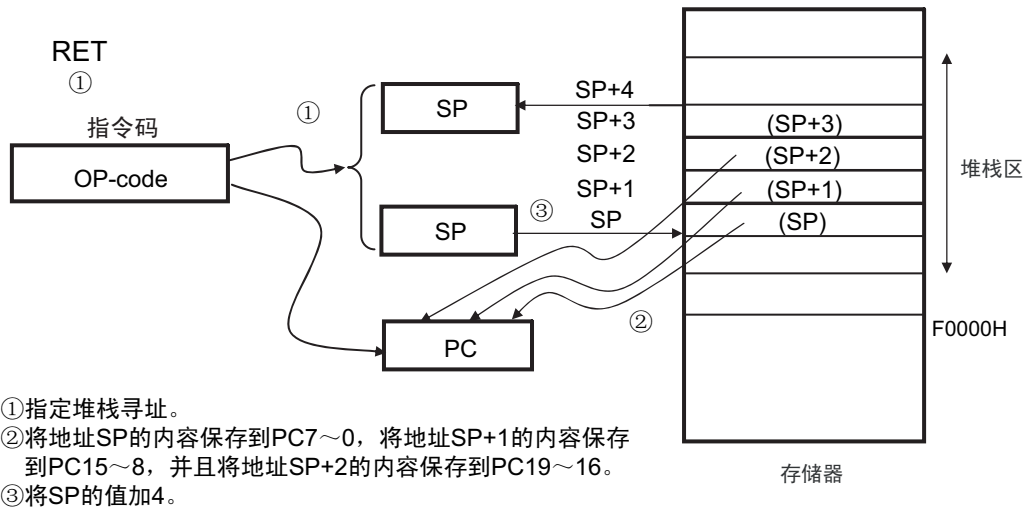 RET
①
指令码
OP-code
①
SP
SP+4
SP+3
SP+2
SP+1
SP
③
SP
②
PC
(SP+3)
(SP+2)
(SP+1)
(SP)
堆栈区
F0000H
存储器
①指定堆栈寻址。
②将地址SP的内容保存到PC7～0，将地址SP+1的内容保存
到PC15～8，并且将地址SP+2的内容保存到PC19～16。
③将SP的值加4。